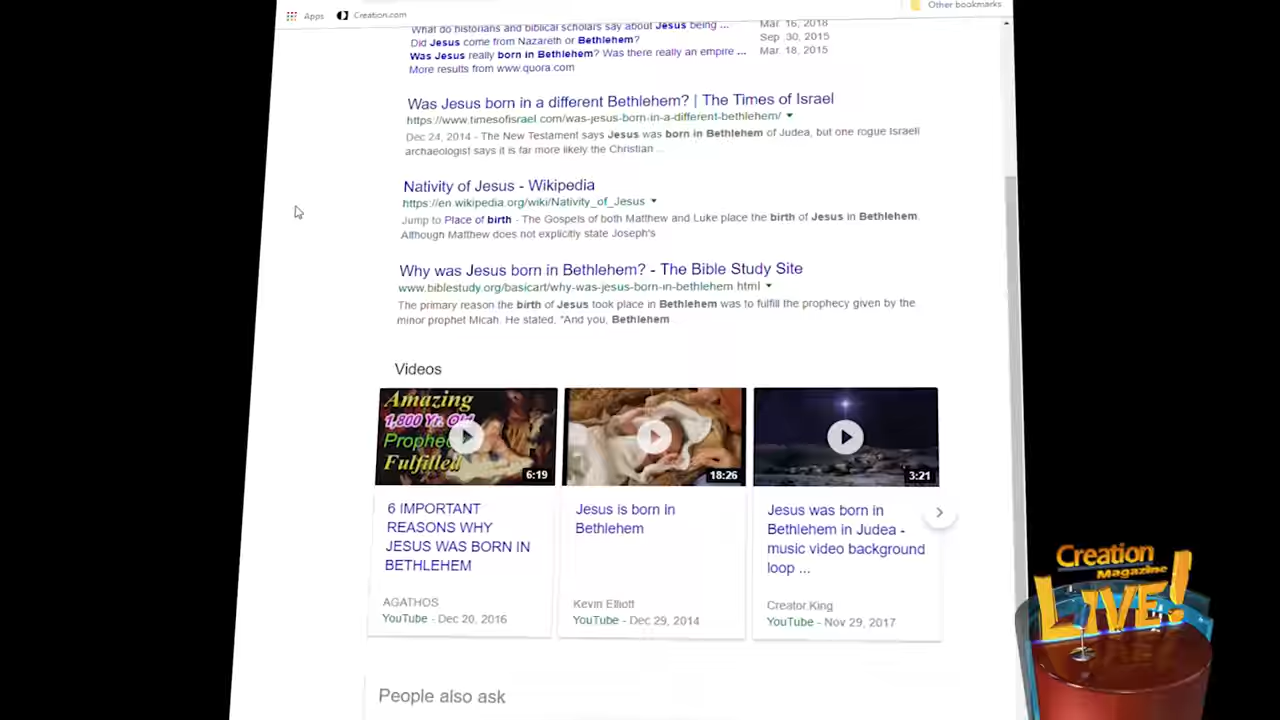 Apps
Creation.com
Other bookmarks
What do historians and biblical scholars say about Jesus being ...
Mar. 16, 2018
Did Jesus come from Nazareth or Bethlehem?
Sep. 30, 2015
Was Jesus really born in Bethlehem? Was there really an empire ...
Mar. 18, 2015
More results from www.quora.com
Was Jesus born in a different Bethlehem? | The Times of Israel
https://www.timesofisrael.com/was-jesus-born-in-a-different-bethlehem/
Dec 24, 2014 - The New Testament says Jesus was born in Bethlehem of Judea, but one rogue Israeli
archaeologist says it is far more likely the Christian ...
Nativity of Jesus - Wikipedia
https://en.wikipedia.org/wiki/Nativity_of_Jesus
Jump to Place of birth - The Gospels of both Matthew and Luke place the birth of Jesus in Bethlehem.
Although Matthew does not explicitly state Joseph's
Why was Jesus born in Bethlehem? - The Bible Study Site
www.biblestudy.org/basicart/why-was-jesus-born-in-bethlehem.html
The primary reason the birth of Jesus took place in Bethlehem was to fulfill the prophecy given by the
minor prophet Micah. He stated, "And you, Bethlehem
Videos
Amazing
1,800 Yr. Old
Fulfilled
6:19
18:26
3:21
6 IMPORTANT
REASONS WHY
JESUS WAS BORN IN
BETHLEHEM
AGATHOS
YouTube - Dec 20, 2016
Jesus is born in
Bethlehem
Kevin Elliott
YouTube - Dec 29, 2014
Jesus was born in
Bethlehem in Judea -
music video background
loop ...
Creator King
YouTube - Nov 29, 2017
People also ask
Creation
Magazine
LIVE!